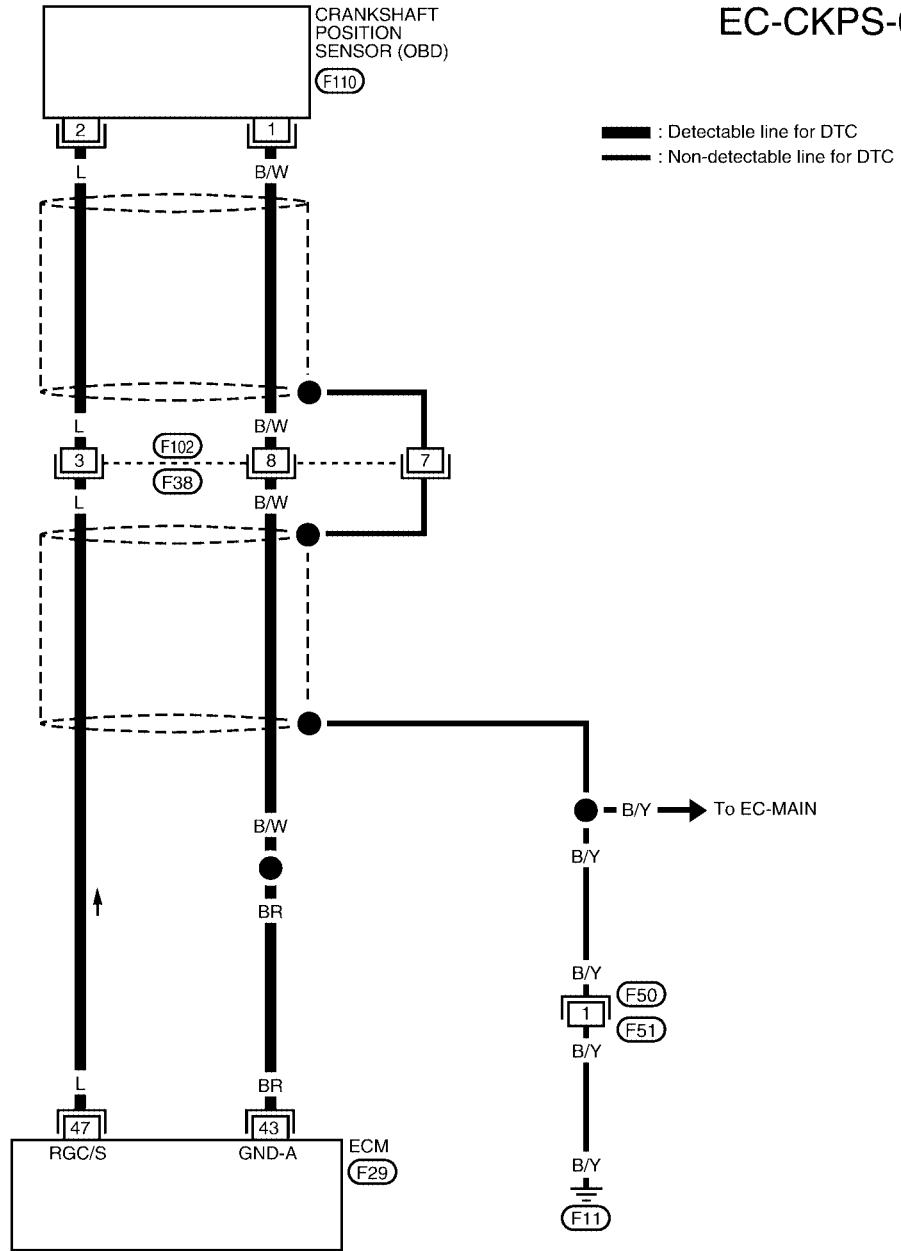 CRANKSHAFT
POSITION
SENSOR (OBD)
F110
EC-CKPS-
: Detectable line for DTC
: Non-detectable line for DTC
2 1
L B/W
L B/W
3 F102 8 7
F38
L B/W
B/W
B/Y To EC-MAIN
B/Y
BR
B/Y
F50
1
F51
B/Y
L BR
47 43
RGC/S GND-A
ECM
F29
B/Y
F11